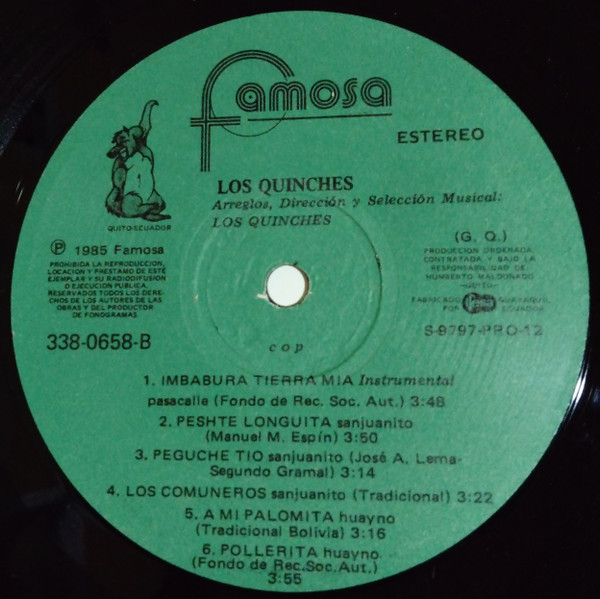 Famosa
ESTEREO
LOS QUINCHES
Arreglos, Dirección y Selección Musical:
LOS QUINCHES
QUITO-ECUADOR
(G. Q.)
PRODUCCION ORDENADA,
CONTRATADA Y BAJO LA
RESPONSABILIDAD DE:
HUMBERTO MALDONADO
-QUITO-
℗ 1985 Famosa
PROHIBIDA LA REPRODUCCION,
LOCACION Y PRESTAMO DE ESTE
EJEMPLAR Y SU RADIODIFUSION
O EJECUCION PUBLICA.
RESERVADOS TODOS LOS DERE-
CHOS DE LOS AUTORES DE LAS
OBRAS Y DEL PRODUCTOR
DE FONOGRAMAS.
FABRICADO GUAYAQUIL
POR ECUADOR
338-0658-B
S-9797-PRO-12
cop
1. IMBABURA TIERRA MIA Instrumental
pasacalle (Fondo de Rec. Soc. Aut.) 3:48
2. PESHTE LONGUITA sanjuanito
(Manuel M. Espín) 3:50
3. PEGUCHE TIO sanjuanito (José A. Lema-
Segundo Gramal) 3:14
4. LOS COMUNEROS sanjuanito (Tradicional) 3:22
5. A MI PALOMITA huayno
(Tradicional Bolivia) 3:16
6. POLLERITA huayno.
(Fondo de Rec. Soc. Aut.)
3:55